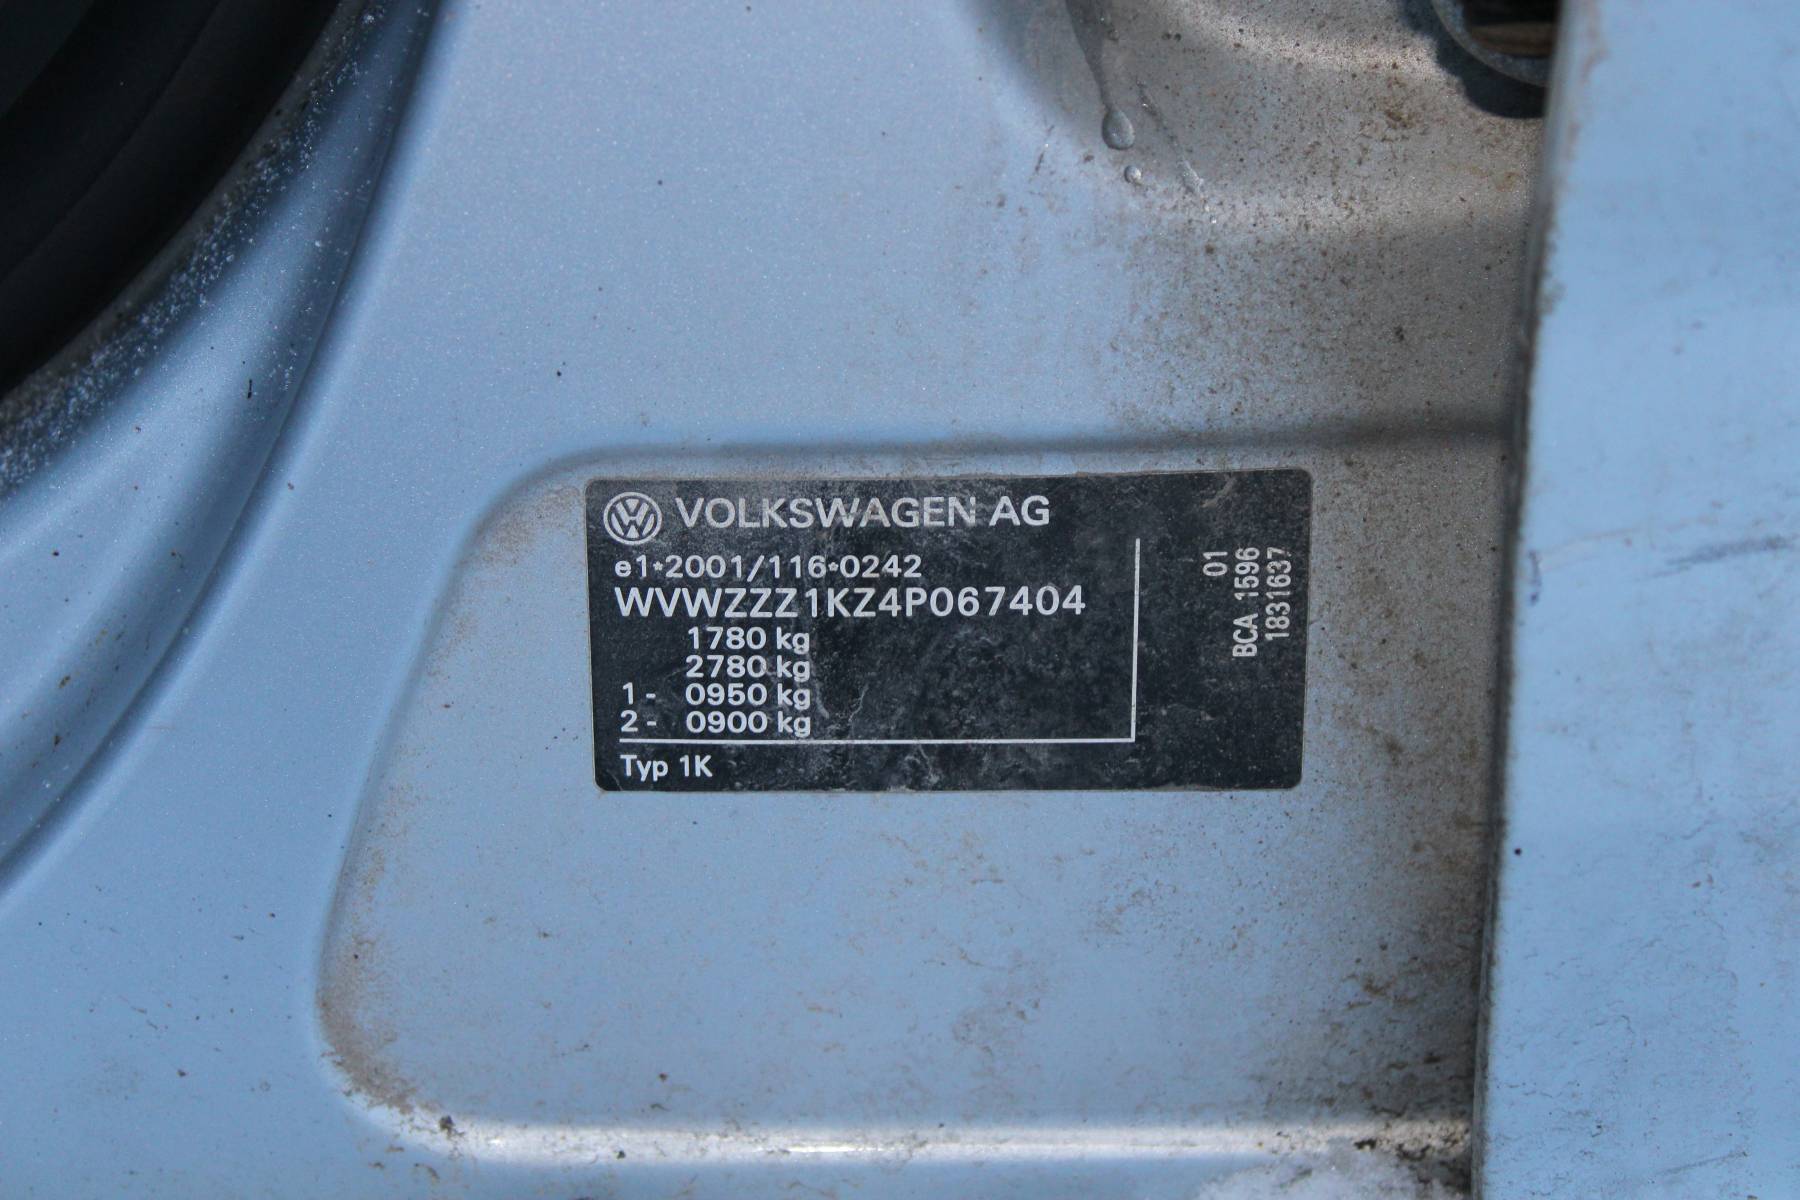 VOLKSWAGEN AG
e1*2001/116*0242
WVWZZZ1KZ4P067404
1780 kg
2780 kg
1- 0950 kg
2- 0900 kg
Typ 1K
01
BCA 1596
1831637